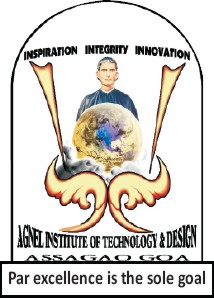 INSPIRATION INTEGRITY INNOVATION
AGNEL INSTITUTE OF TECHNOLOGY & DESIGN
ASSAGAO GOA
Par excellence is the sole goal